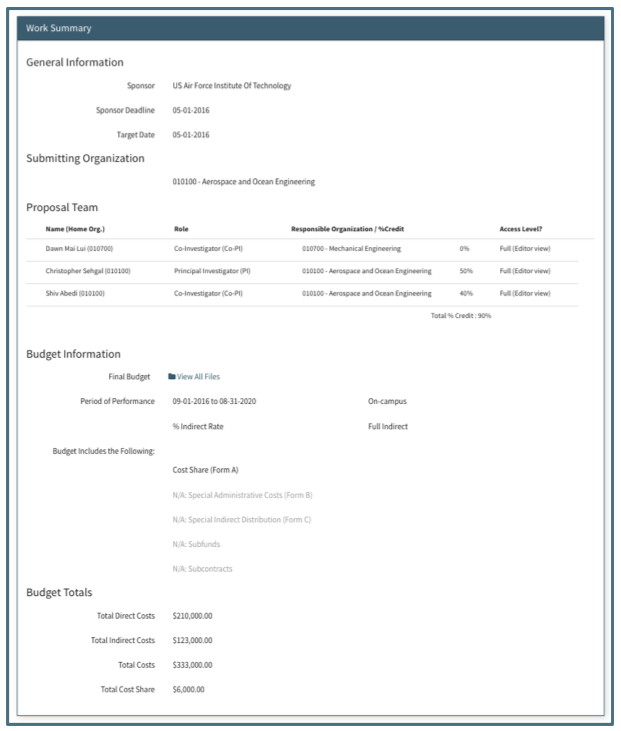 Work Summary
General Information
Sponsor US Air Force Institute Of Technology
Sponsor Deadline 05-01-2016
Target Date 05-01-2016
Submitting Organization
010100 - Aerospace and Ocean Engineering
Proposal Team
Name (Home Org.) Role Responsible Organization / %Credit Access Level?
Dawn Mai Lui (010700) Co-Investigator (Co-PI) 010700 - Mechanical Engineering 0% Full (Editor view)
Christopher Sehgal (010100) Principal Investigator (PI) 010100 - Aerospace and Ocean Engineering 50% Full (Editor view)
Shiv Abedi (010100) Co-Investigator (Co-PI) 010100 - Aerospace and Ocean Engineering 40% Full (Editor view)
Total % Credit : 90%
Budget Information
Final Budget View All Files
Period of Performance 09-01-2016 to 08-31-2020 On-campus
% Indirect Rate Full Indirect
Budget Includes the Following:
Cost Share (Form A)
N/A: Special Administrative Costs (Form B)
N/A: Special Indirect Distribution (Form C)
N/A: Subfunds
N/A: Subcontracts
Budget Totals
Total Direct Costs $210,000.00
Total Indirect Costs $123,000.00
Total Costs $333,000.00
Total Cost Share $6,000.00